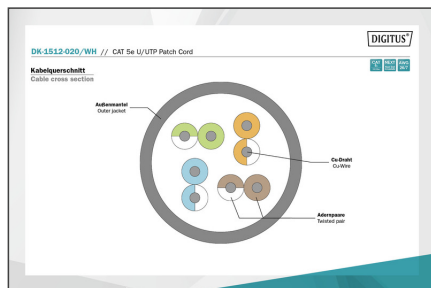 DIGITUS®
DK-1512-020/WH // CAT 5e U/UTP Patch Cord
Kabelquerschnitt
Cable cross section
Außenmantel
Outer jacket
Cu-Draht
Cu-Wire
Adernpaare
Twisted pair